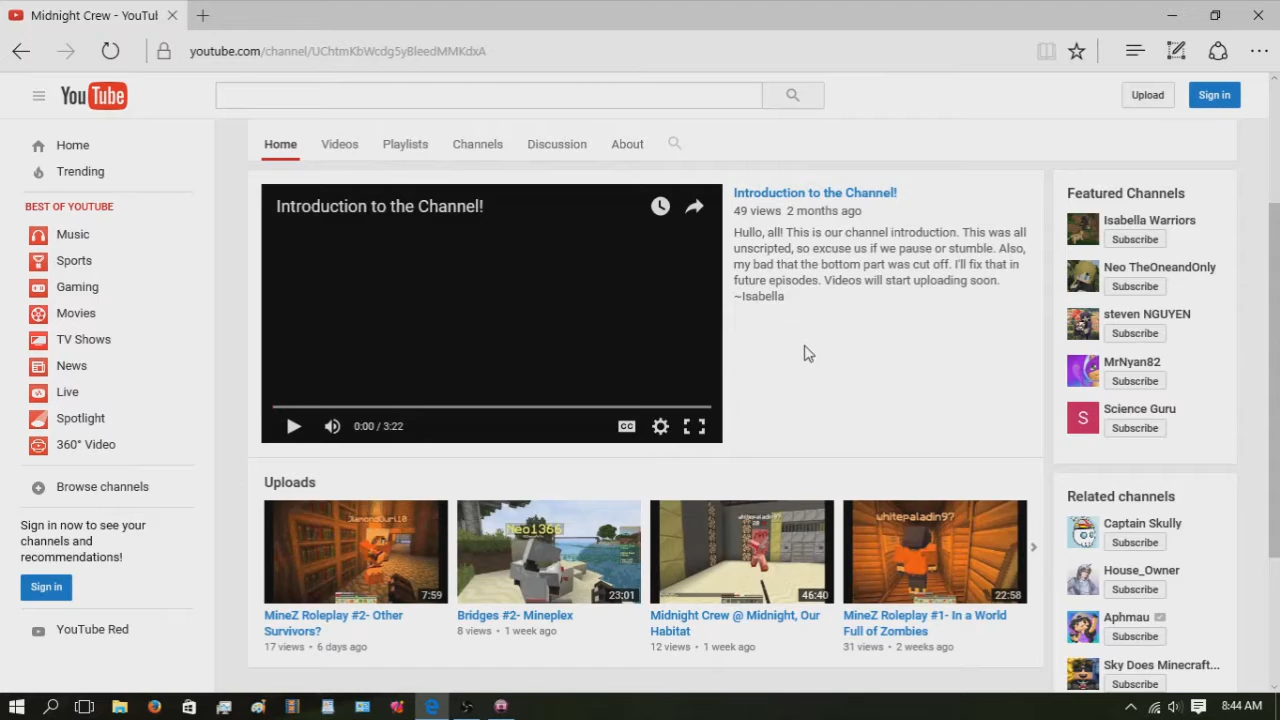 Midnight Crew - YouTub
youtube.com/channel/UChtmKbWcdg5yBleedMMKdxA
YouTube
Upload
Sign in
Home
Videos
Playlists
Channels
Discussion
About
Home
Trending
BEST OF YOUTUBE
Music
Sports
Gaming
Movies
TV Shows
News
Live
Spotlight
360° Video
Browse channels
Sign in now to see your
channels and
recommendations!
Sign in
YouTube Red
Introduction to the Channel!
0:00 / 3:22
CC
Introduction to the Channel!
49 views 2 months ago
Hullo, all! This is our channel introduction. This was all
unscripted, so excuse us if we pause or stumble. Also,
my bad that the bottom part was cut off. I'll fix that in
future episodes. Videos will start uploading soon.
~Isabella
Uploads
7:59
MineZ Roleplay #2- Other
Survivors?
17 views • 6 days ago
Neo1366
23:01
Bridges #2- Mineplex
8 views • 1 week ago
whitepaladin97
46:40
Midnight Crew @ Midnight, Our
Habitat
12 views • 1 week ago
whitepaladin97
22:58
MineZ Roleplay #1- In a World
Full of Zombies
31 views • 2 weeks ago
Featured Channels
Isabella Warriors
Subscribe
Neo TheOneandOnly
Subscribe
steven NGUYEN
Subscribe
MrNyan82
Subscribe
S
Science Guru
Subscribe
Related channels
Captain Skully
Subscribe
House_Owner
Subscribe
Aphmau
Subscribe
Sky Does Minecraft...
Subscribe
8:44 AM